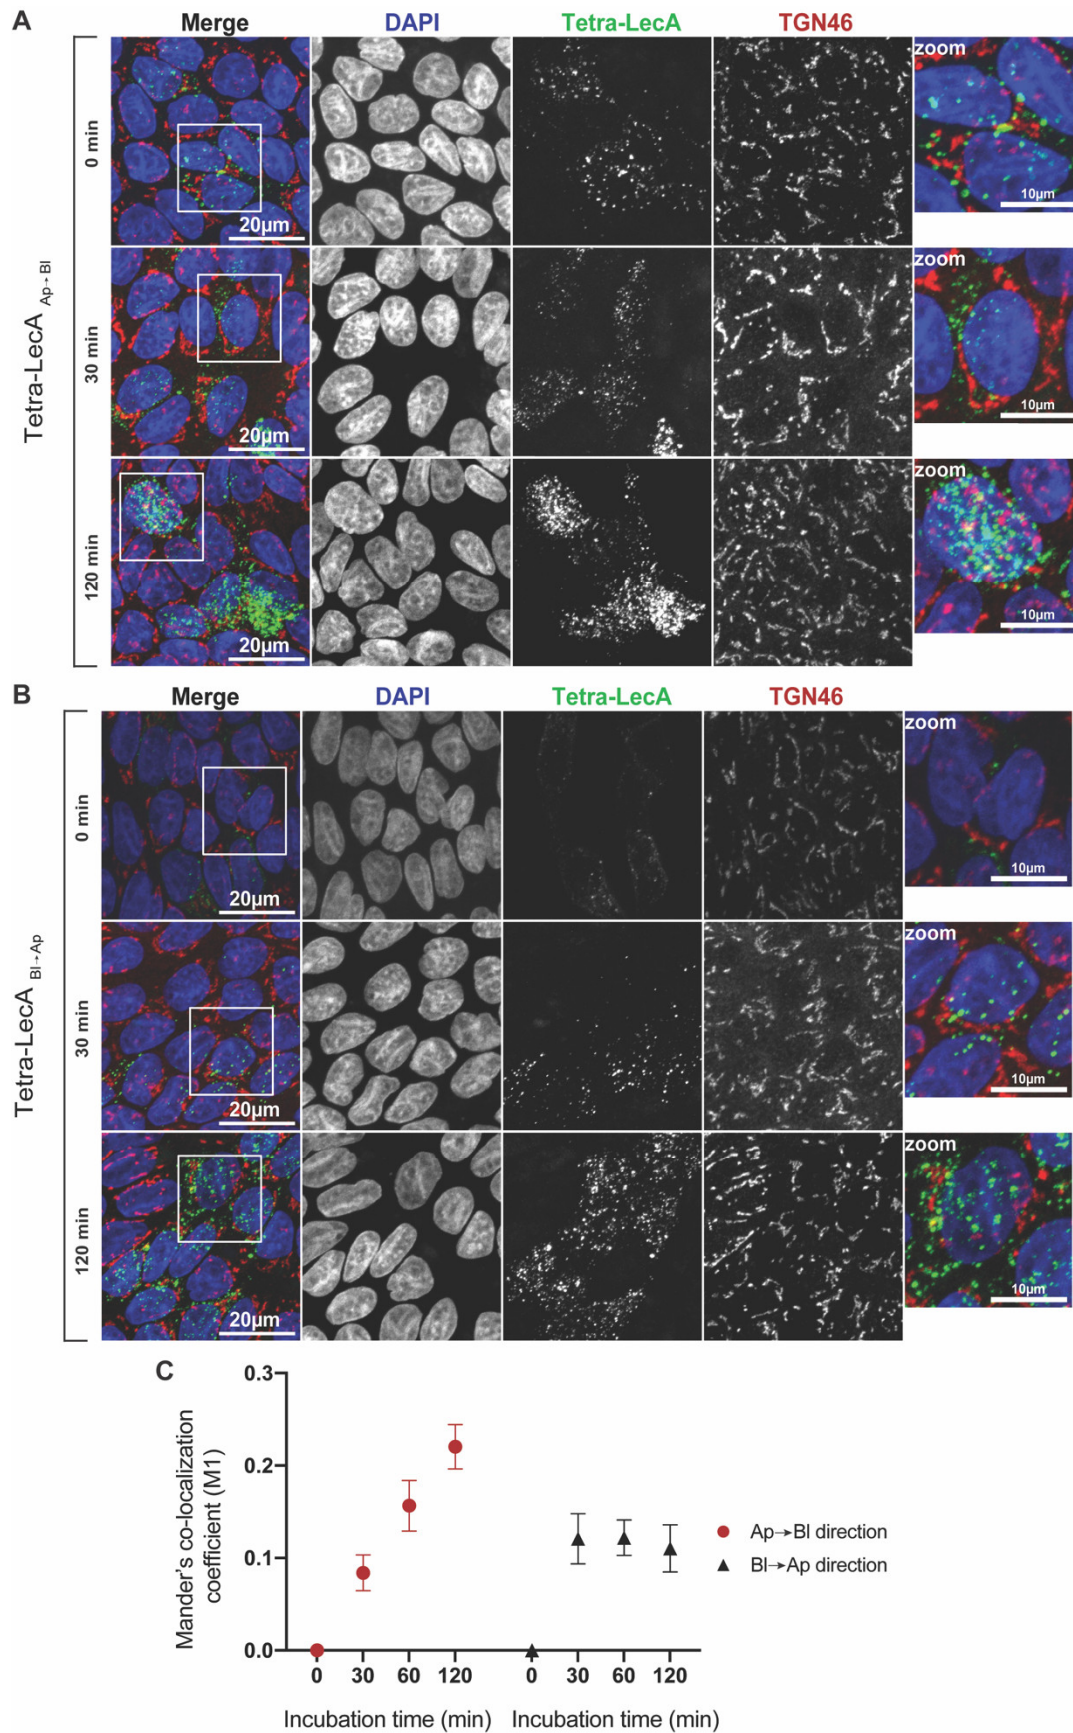 A
Merge DAPI Tetra-LecA TGN46
Tetra-LecA Ap→Bl
0 min
20µm
zoom
10µm
30 min
20µm
zoom
10µm
120 min
20µm
zoom
10µm
B
Merge DAPI Tetra-LecA TGN46
Tetra-LecA Bl→Ap
0 min
20µm
zoom
10µm
30 min
20µm
zoom
10µm
120 min
20µm
zoom
10µm
C
Mander's co-localization
coefficient (M1)
0.3
0.2
0.1
0.0
0 30 60 120 0 30 60 120
Incubation time (min) Incubation time (min)
Ap→Bl direction
Bl→Ap direction